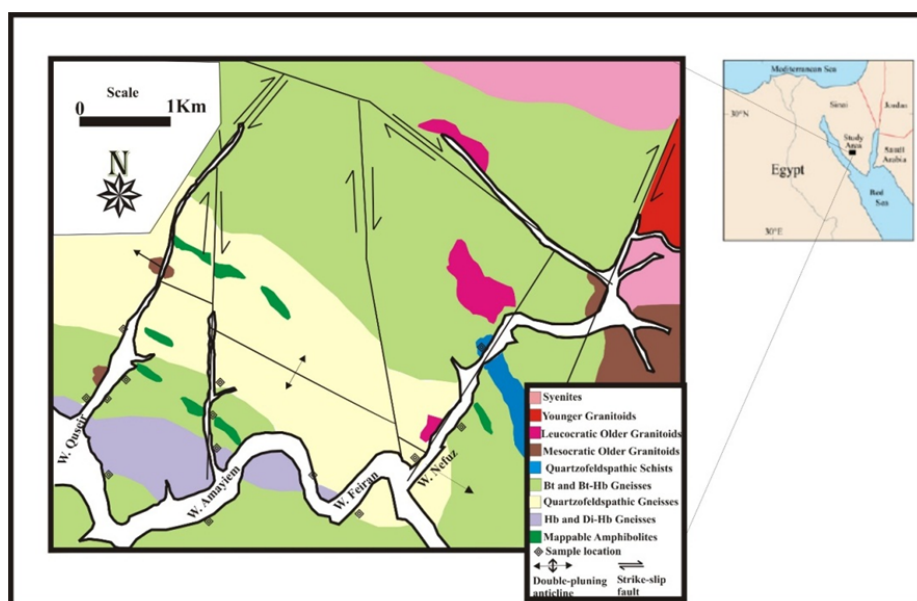 Scale
0 1Km
N
W. Quseir
W. Amayiem
W. Feiran
W. Nefuz
Syenites
Younger Granitoids
Leucocratic Older Granitoids
Mesocratic Older Granitoids
Quartzofeldspathic Schists
Bt and Bt-Hb Gneisses
Quartzofeldspathic Gneisses
Hb and Di-Hb Gneisses
Mappable Amphibolites
Sample location
Double-pluning
anticline
Strike-slip
fault
Mediterranean Sea
30°N
Sinai
Study
Area
Saudi
Arabia
Egypt
Red
Sea
30°E